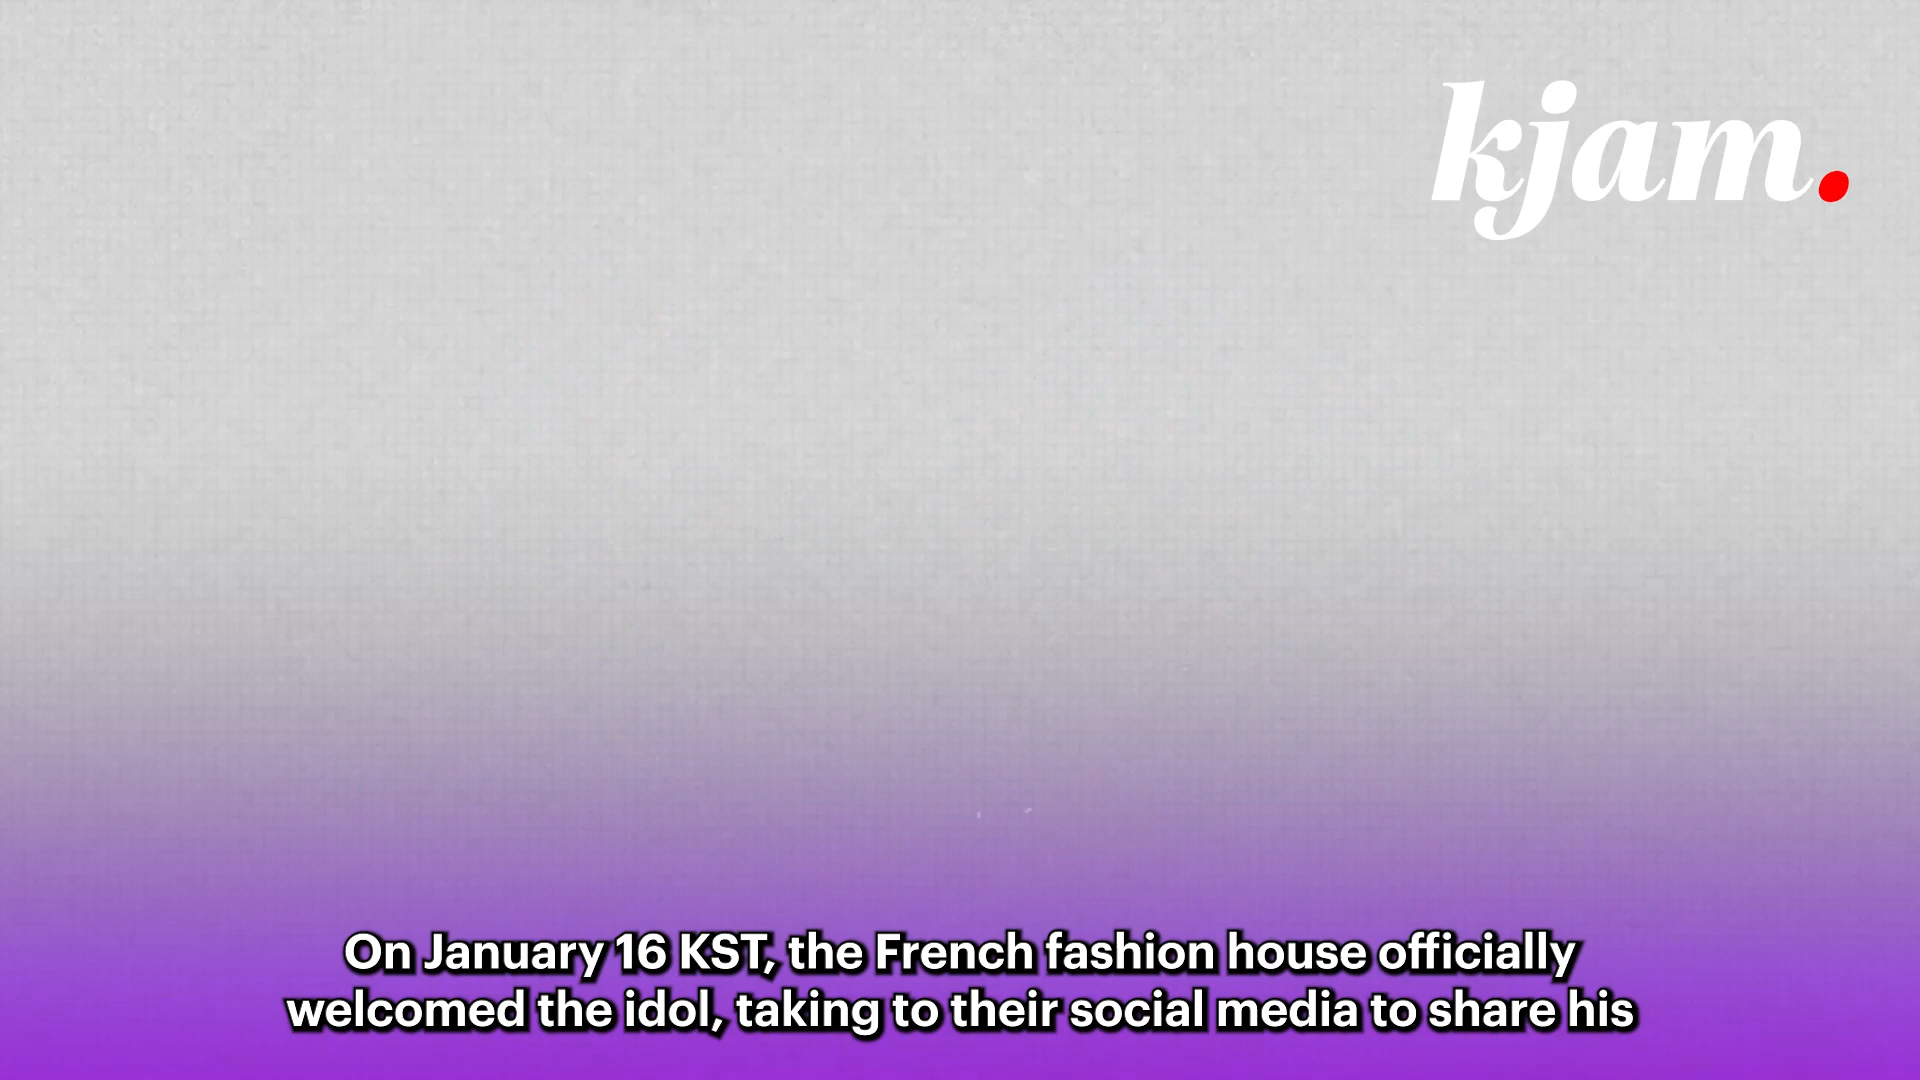 kjam.
On January 16 KST, the French fashion house officially
welcomed the idol, taking to their social media to share his